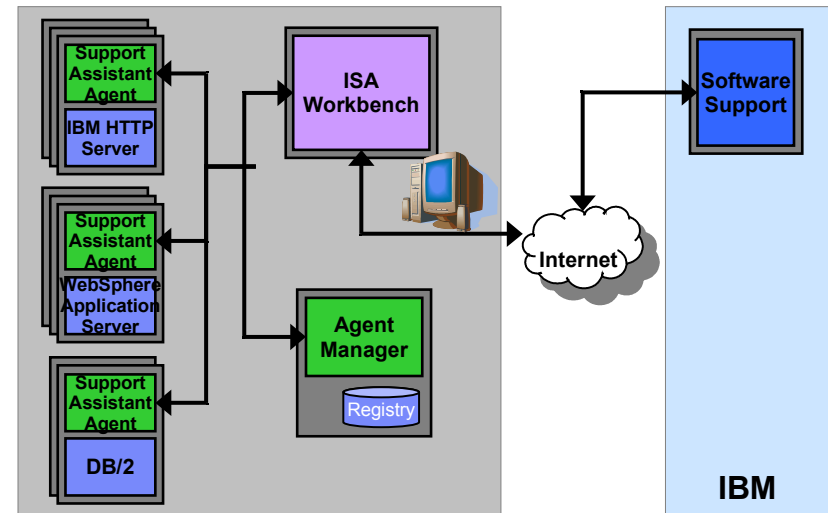 Support
Assistant
Agent
IBM HTTP
Server
Support
Assistant
Agent
WebSphere
Application
Server
Support
Assistant
Agent
DB/2
ISA
Workbench
Agent
Manager
Registry
Internet
Software
Support
IBM